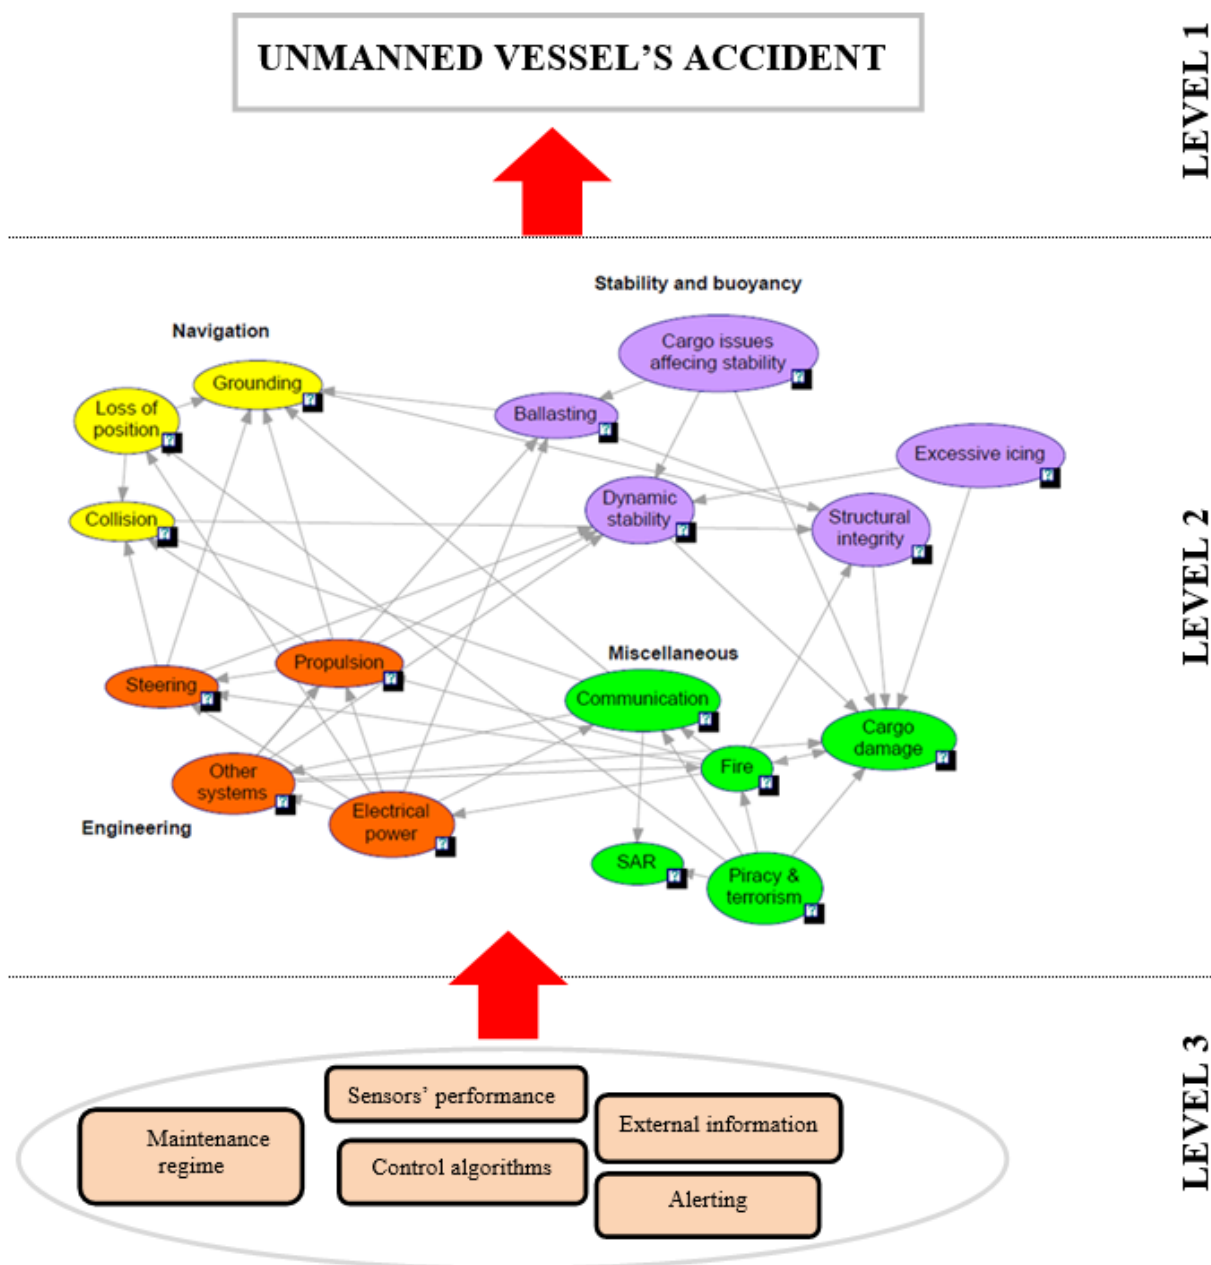 UNMANNED VESSEL’S ACCIDENT
LEVEL 1
Stability and buoyancy
Navigation
Cargo issues
affecing stability
Grounding
Loss of
position
Ballasting
Excessive icing
Dynamic
stability
Collision
Structural
integrity
LEVEL 2
Miscellaneous
Propulsion
Steering
Communication
Cargo
damage
Other
systems
Fire
Electrical
power
Engineering
SAR
Piracy &
terrorism
LEVEL 3
Sensors’ performance
External information
Maintenance
regime
Control algorithms
Alerting